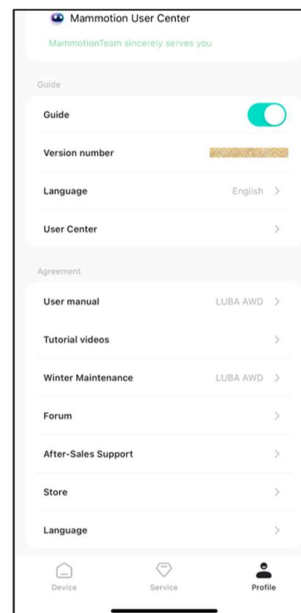 Mammotion User Center
MammotionTeam sincerely serves you
Guide
Guide
Version number
Language English
User Center
Agreement
User manual LUBA AWD
Tutorial videos
Winter Maintenance LUBA AWD
Forum
After-Sales Support
Store
Language
Device Service Profile